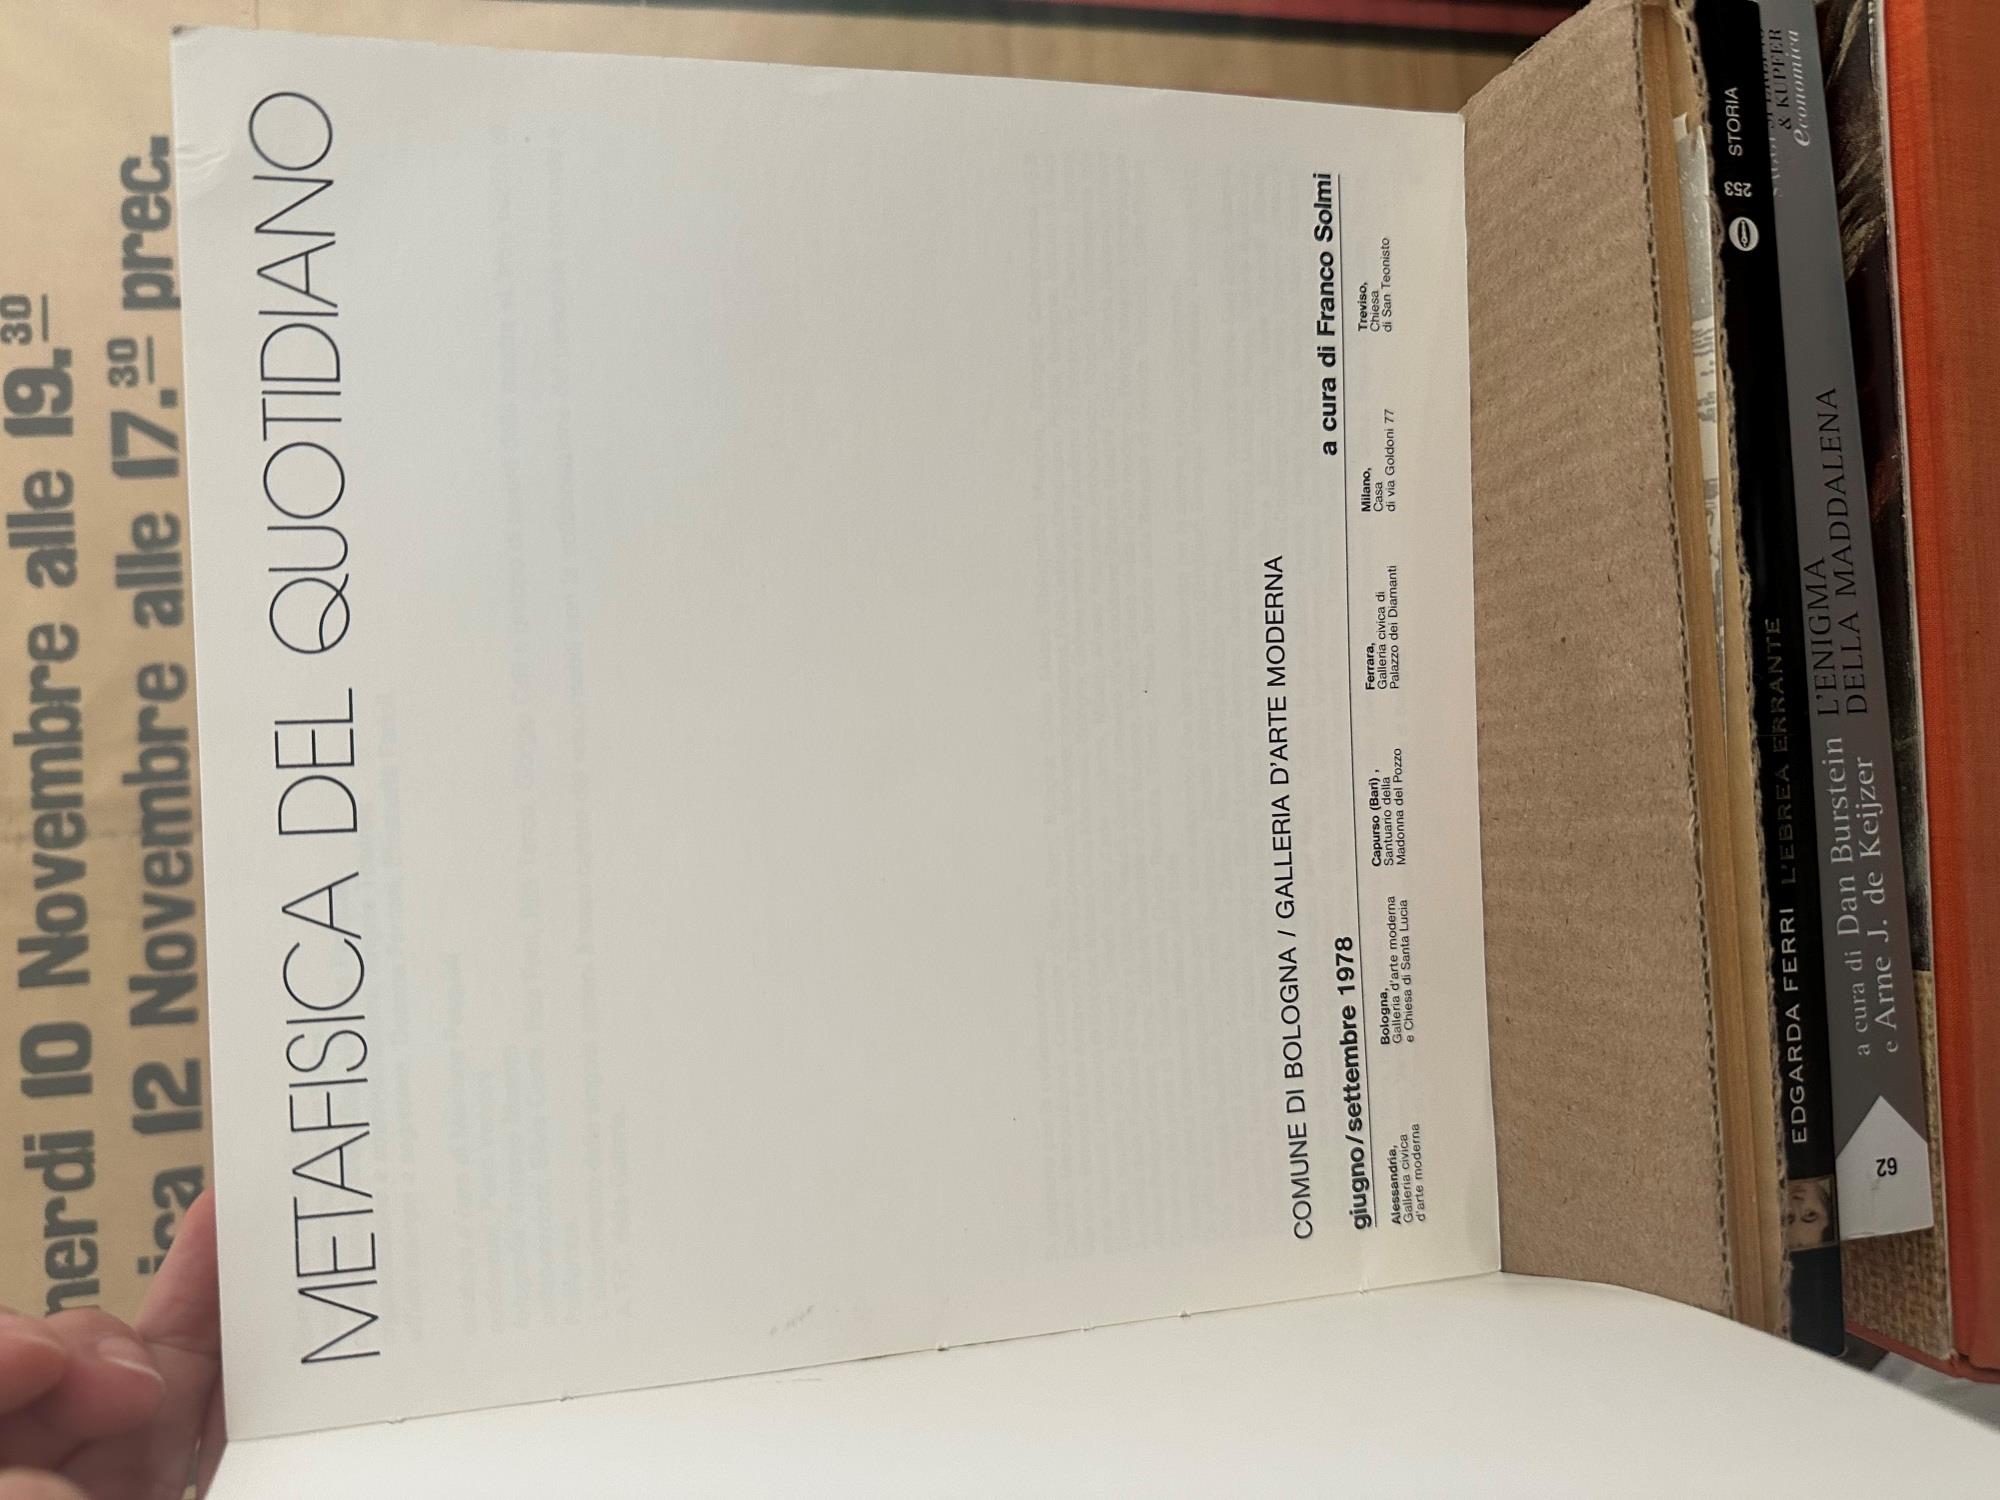 METAFISICA DEL QUOTIDIANO
COMUNE DI BOLOGNA / GALLERIA D'ARTE MODERNA
giugno/settembre 1978
a cura di Franco Solmi
Alessandria,
Galleria civica
d'arte moderna
Bologna,
Galleria d'arte moderna
e Chiesa di Santa Lucia
Capurso (Bari) ,
Santuario della
Madonna del Pozzo
Ferrara,
Galleria civica di
Palazzo dei Diamanti
Milano,
Casa
di via Goldoni 77
Treviso,
Chiesa
di San Teonisto
10 Novembre alle 19.30
12 Novembre alle 17.30 prec.
EDGARDA FERRI L'EBREA ERRANTE
253 STORIA
62
a cura di Dan Burstein
e Arne J. de Keijzer
L'ENIGMA
DELLA MADDALENA
& KUPFER
economica